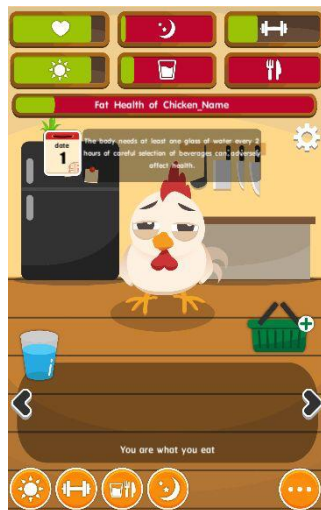 Fat Health of Chicken_Name
date
1
The body needs at least one glass of water every 2
hours of careful selection of beverages can adversely
affect health.
You are what you eat